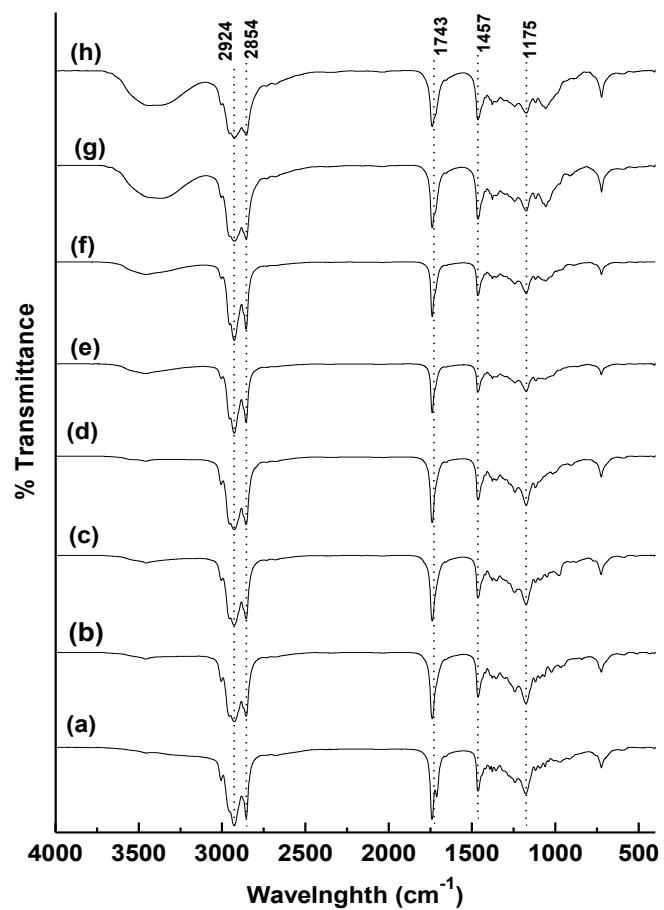 2924
2854
1743
1457
1175
(h)
(g)
(f)
(e)
(d)
(c)
(b)
(a)
% Transmittance
4000 3500 3000 2500 2000 1500 1000 500
Wavelnghth (cm⁻¹)